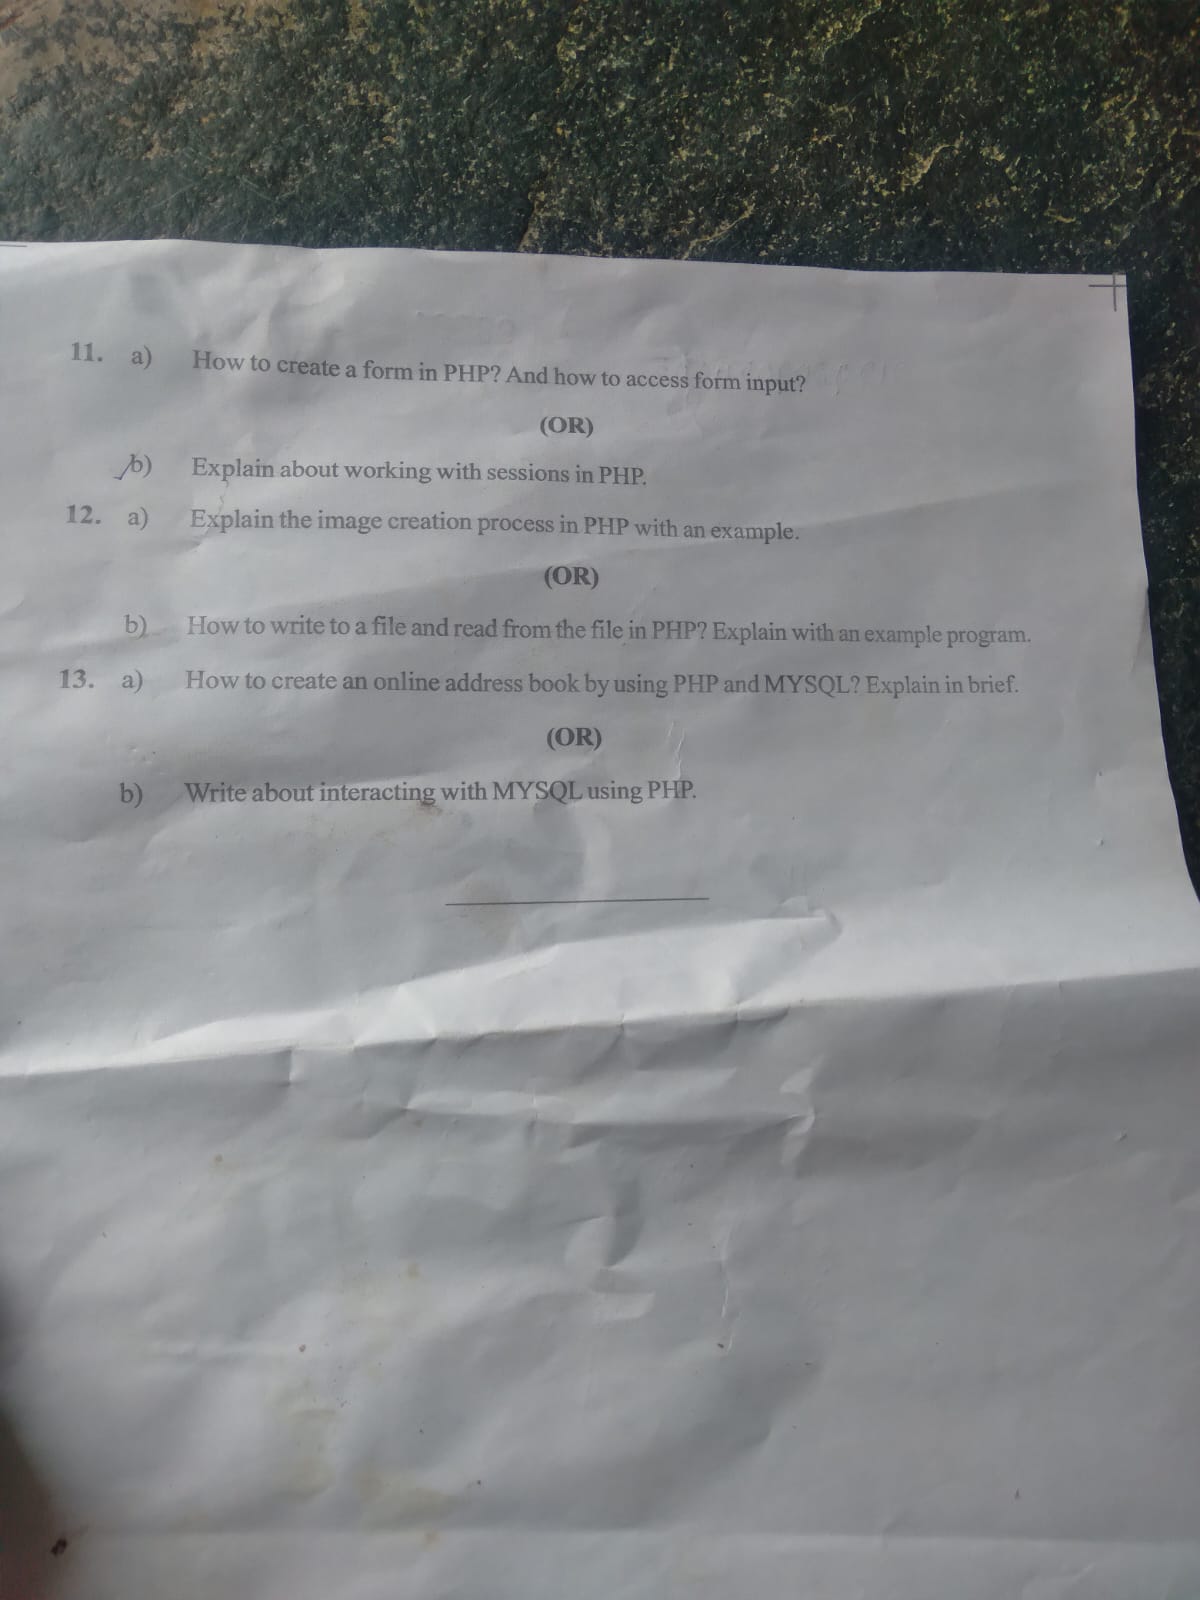 11. a) How to create a form in PHP? And how to access form input?
(OR)
b) Explain about working with sessions in PHP.
12. a) Explain the image creation process in PHP with an example.
(OR)
b) How to write to a file and read from the file in PHP? Explain with an example program.
13. a) How to create an online address book by using PHP and MYSQL? Explain in brief.
(OR)
b) Write about interacting with MYSQL using PHP.